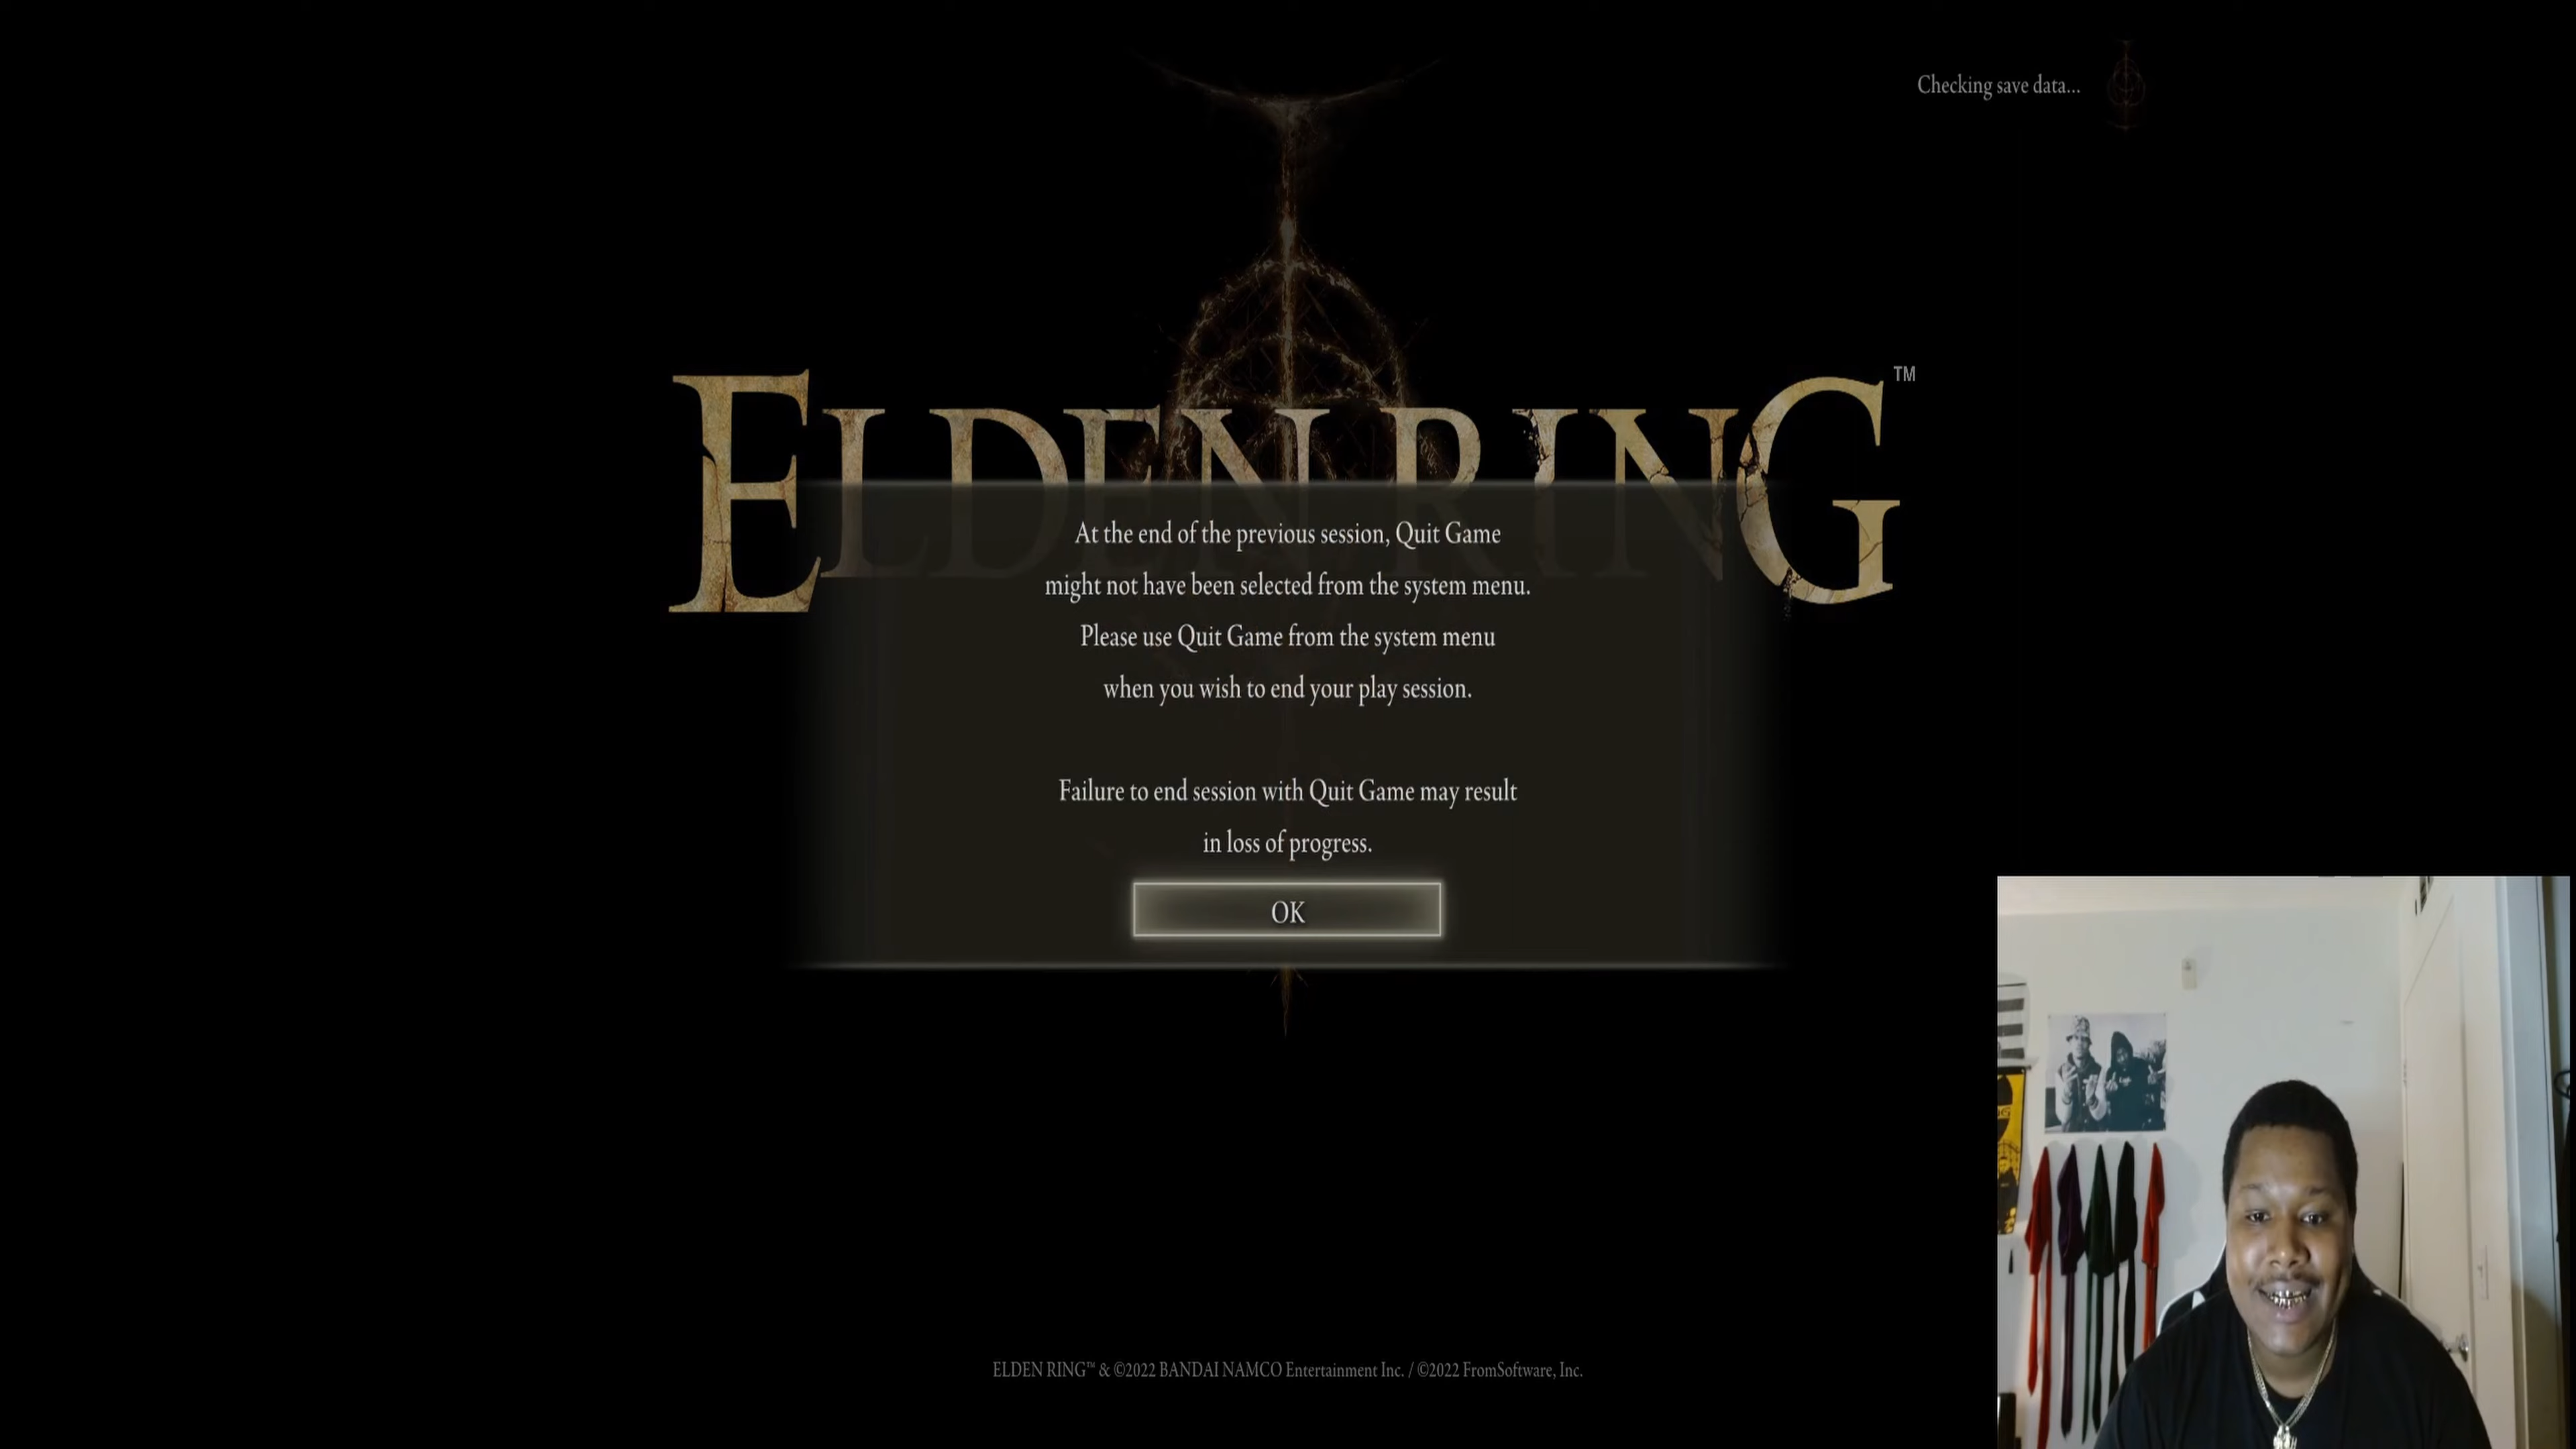 Checking save data...
ELDEN RING™
At the end of the previous session, Quit Game
might not have been selected from the system menu.
Please use Quit Game from the system menu
when you wish to end your play session.
Failure to end session with Quit Game may result
in loss of progress.
OK
ELDEN RING™ & ©2022 BANDAI NAMCO Entertainment Inc. / ©2022 FromSoftware, Inc.